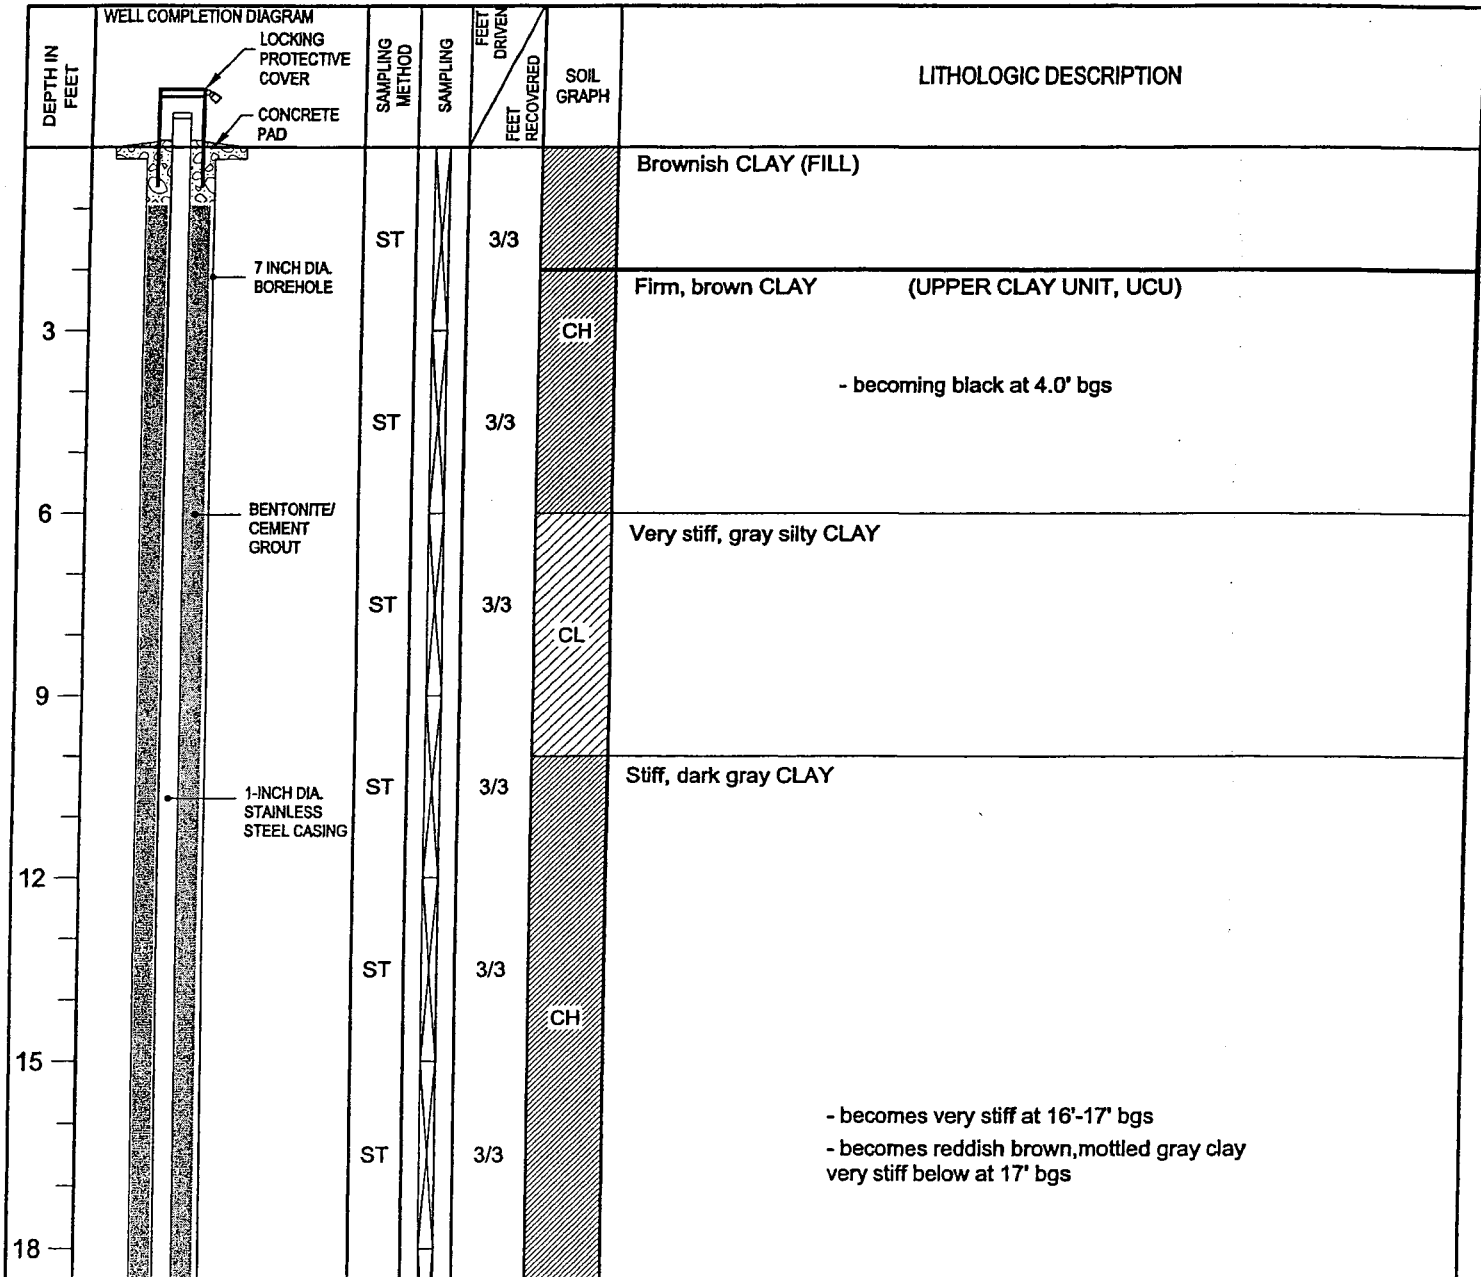 WELL COMPLETION DIAGRAM
DEPTH IN
FEET
LOCKING
PROTECTIVE
COVER
CONCRETE
PAD
SAMPLING
METHOD
SAMPLING
FEET
DRIVEN
FEET
RECOVERED
SOIL
GRAPH
LITHOLOGIC DESCRIPTION
Brownish CLAY (FILL)
ST
3/3
7 INCH DIA.
BOREHOLE
Firm, brown CLAY (UPPER CLAY UNIT, UCU)
3
CH
- becoming black at 4.0' bgs
ST
3/3
6
BENTONITE/
CEMENT
GROUT
Very stiff, gray silty CLAY
ST
3/3
CL
9
Stiff, dark gray CLAY
ST
3/3
1-INCH DIA.
STAINLESS
STEEL CASING
12
ST
3/3
CH
15
- becomes very stiff at 16'-17' bgs
- becomes reddish brown,mottled gray clay
very stiff below at 17' bgs
ST
3/3
18